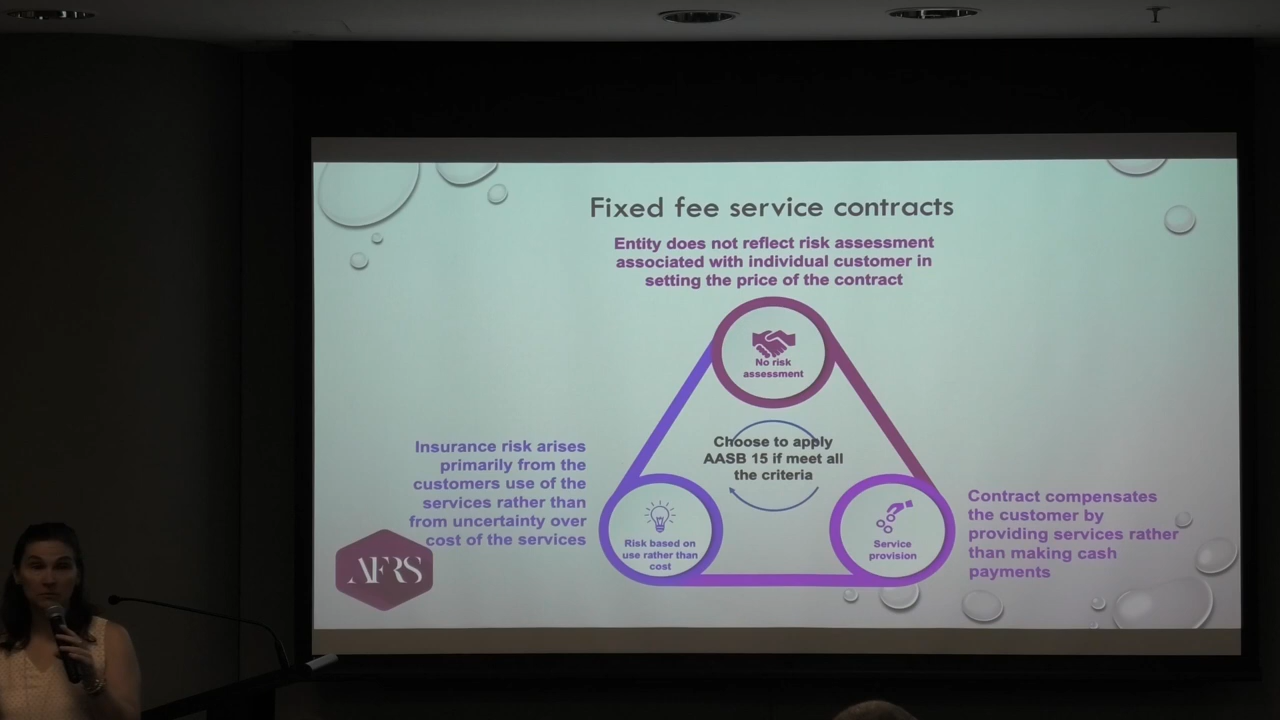 Fixed fee service contracts
Entity does not reflect risk assessment
associated with individual customer in
setting the price of the contract
No risk
assessment
Choose to apply
AASB 15 if meet all
the criteria
Insurance risk arises
primarily from the
customers use of the
services rather than
from uncertainty over
cost of the services
Risk based on
use rather than
cost
Service
provision
Contract compensates
the customer by
providing services rather
than making cash
payments
AFRS